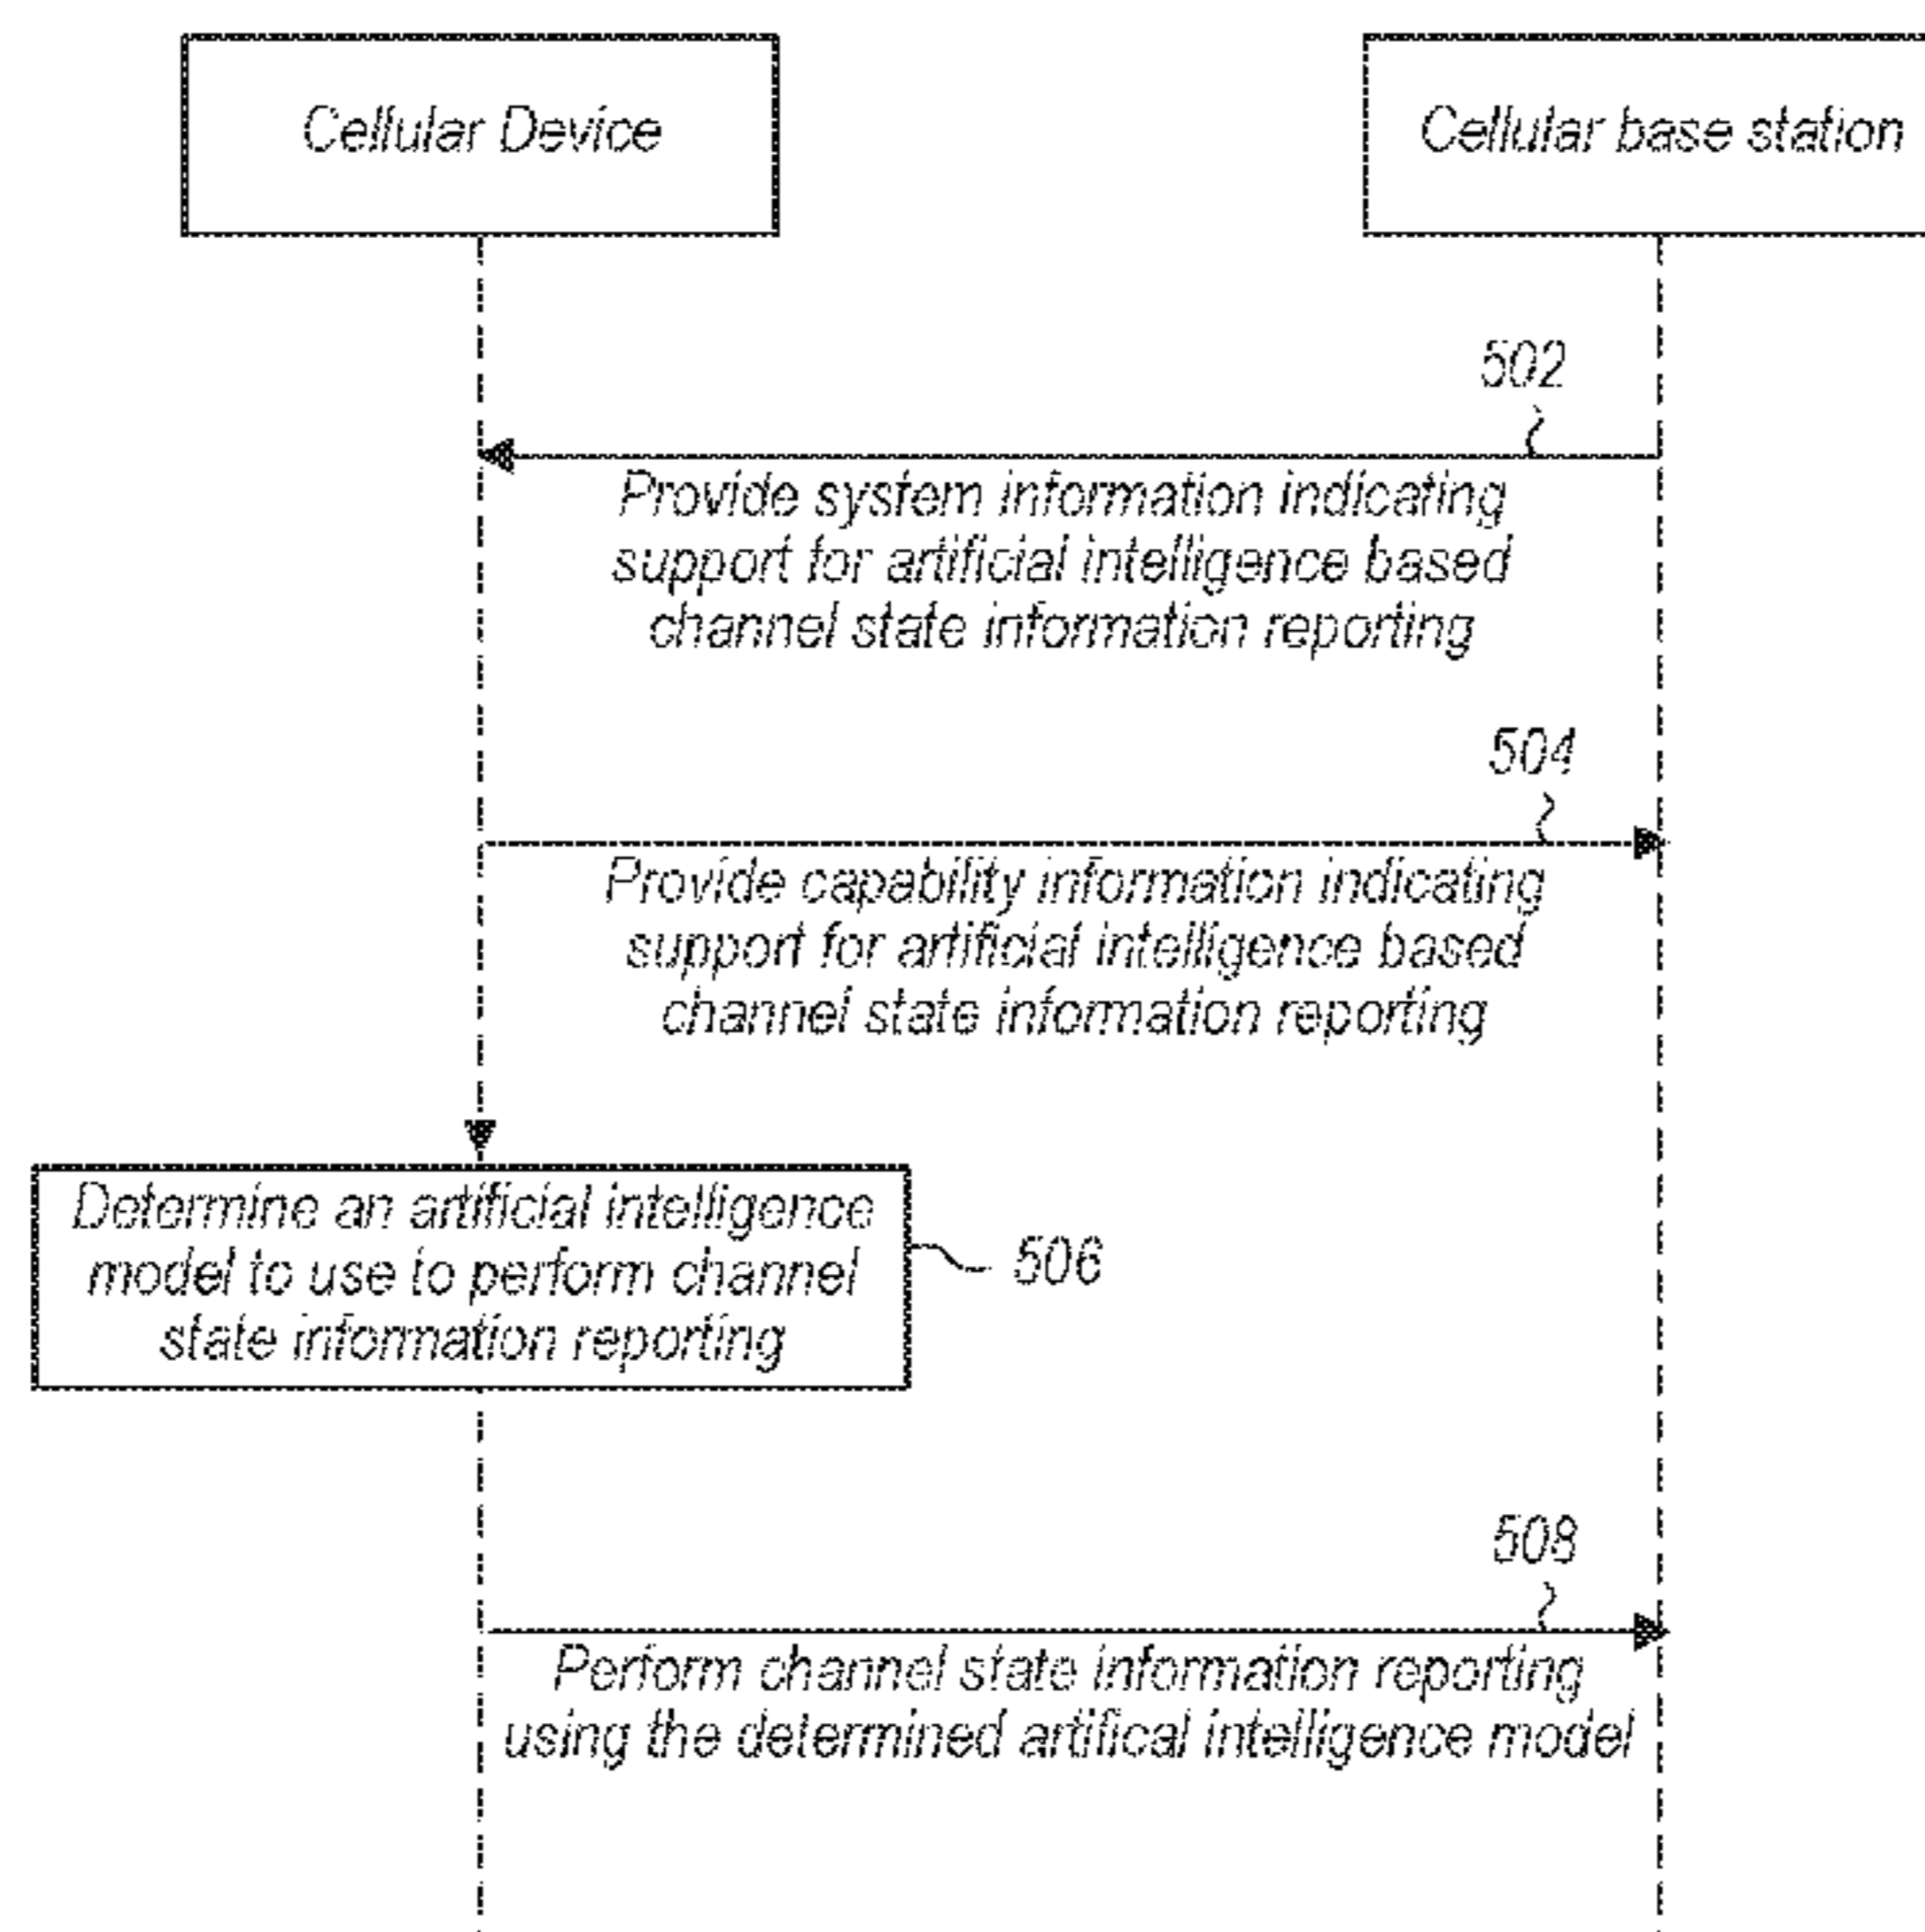 Cellular Device
Cellular base station
502
Provide system information indicating
support for artificial intelligence based
channel state information reporting
504
Provide capability information indicating
support for artificial intelligence based
channel state information reporting
Determine an artificial intelligence
model to use to perform channel
state information reporting
506
508
Perform channel state information reporting
using the determined artifical intelligence model